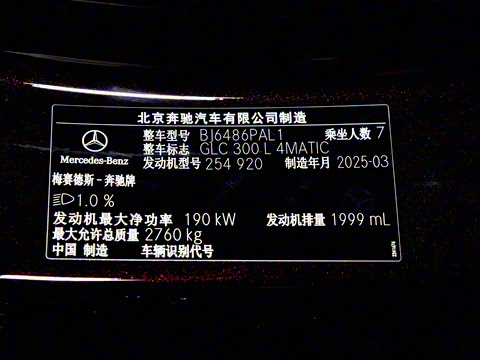 北京奔驰汽车有限公司制造
整车型号 BJ6486PAL1 乘坐人数 7
整车标志 GLC 300 L 4MATIC
Mercedes-Benz
发动机型号 254 920 制造年月 2025-03
梅赛德斯-奔驰牌
1.0 %
发动机最大净功率 190 kW 发动机排量 1999 mL
最大允许总质量 2760 kg
中国 制造 车辆识别代号